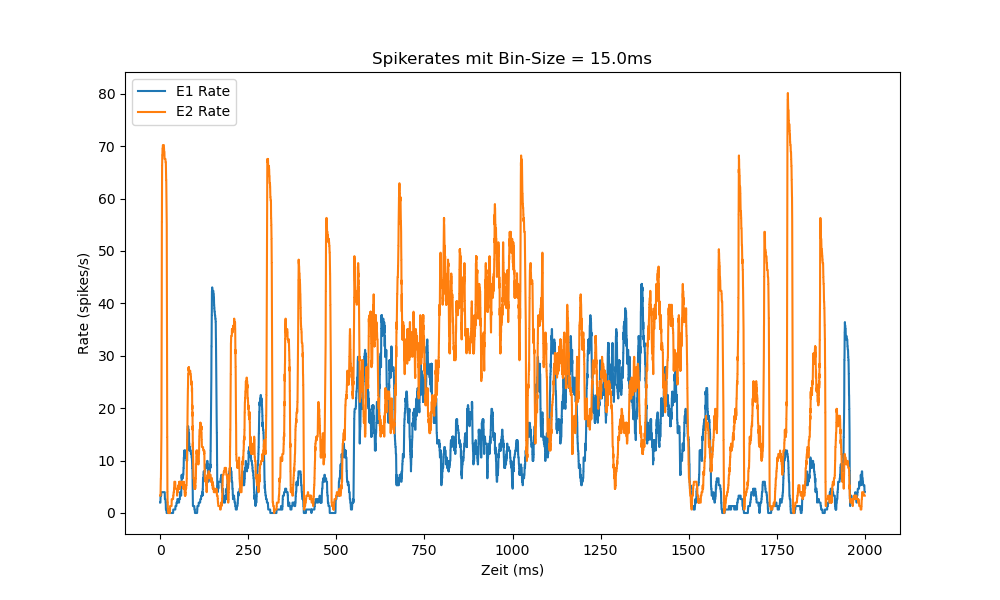 Spikerates mit Bin-Size = 15.0ms
E1 Rate
E2 Rate
Rate (spikes/s)
80
70
60
50
40
30
20
10
0
0 250 500 750 1000 1250 1500 1750 2000
Zeit (ms)